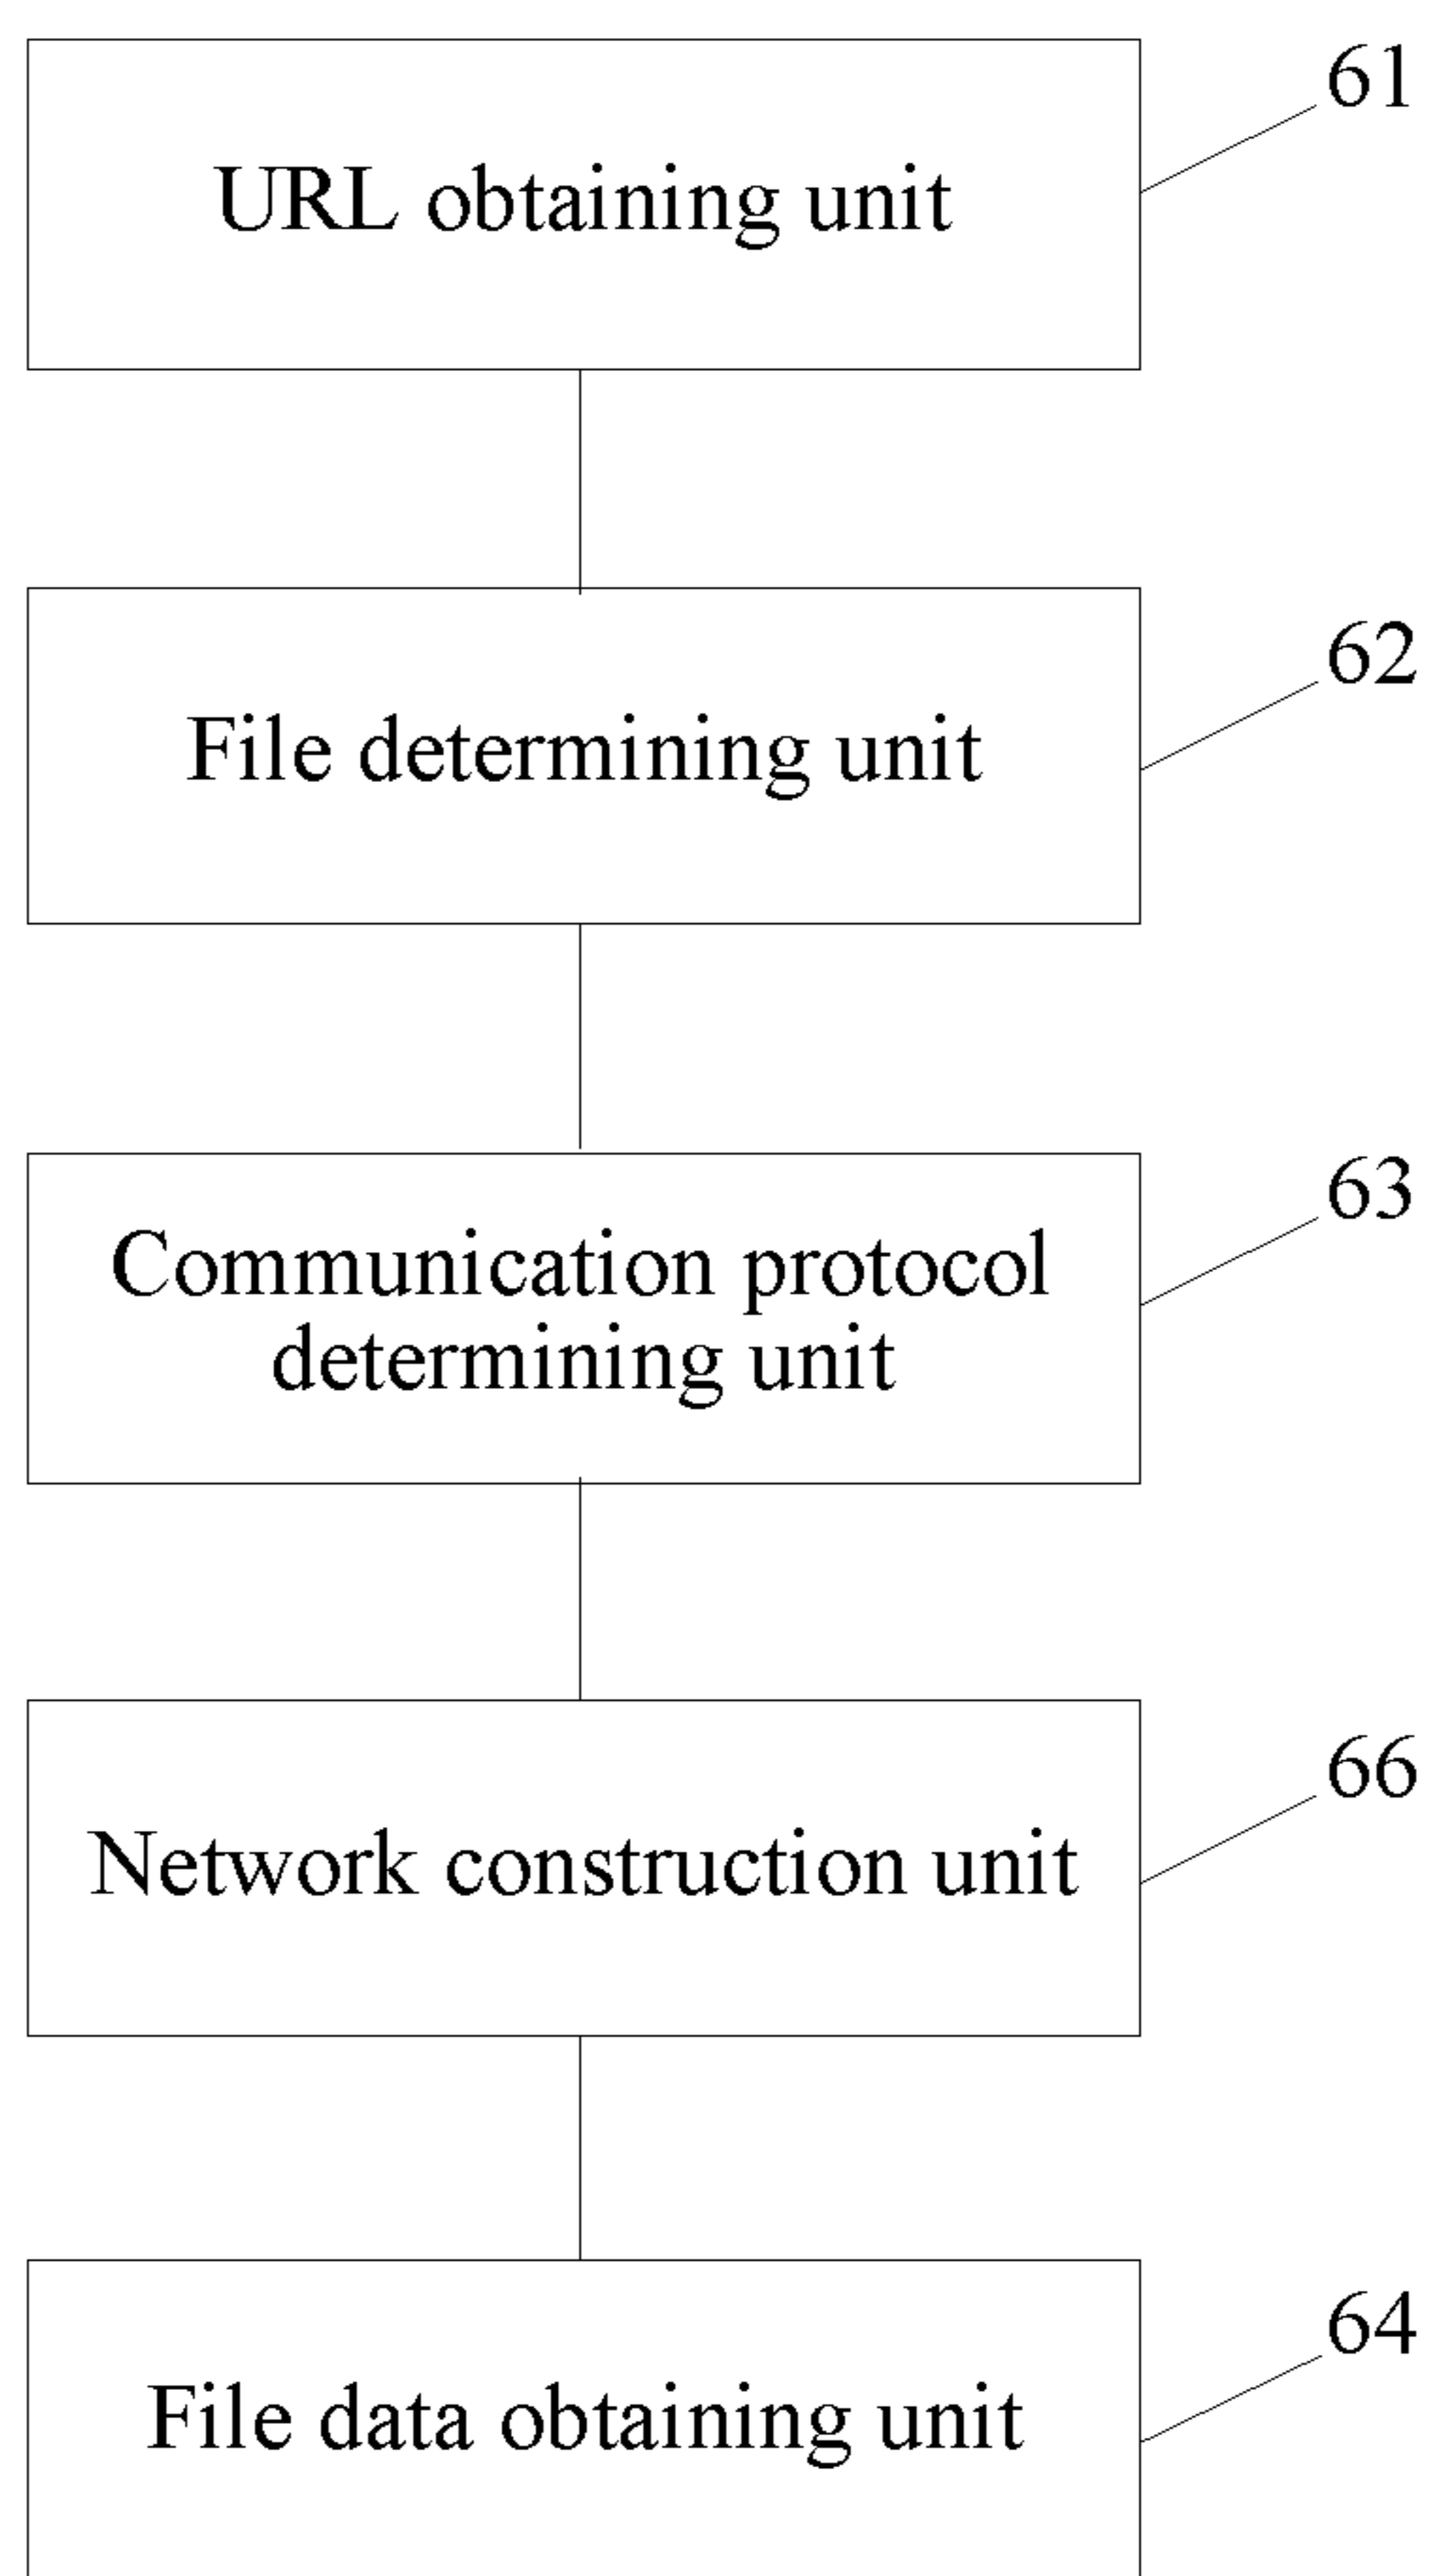 61
URL obtaining unit
62
File determining unit
63
Communication protocol
determining unit
66
Network construction unit
64
File data obtaining unit